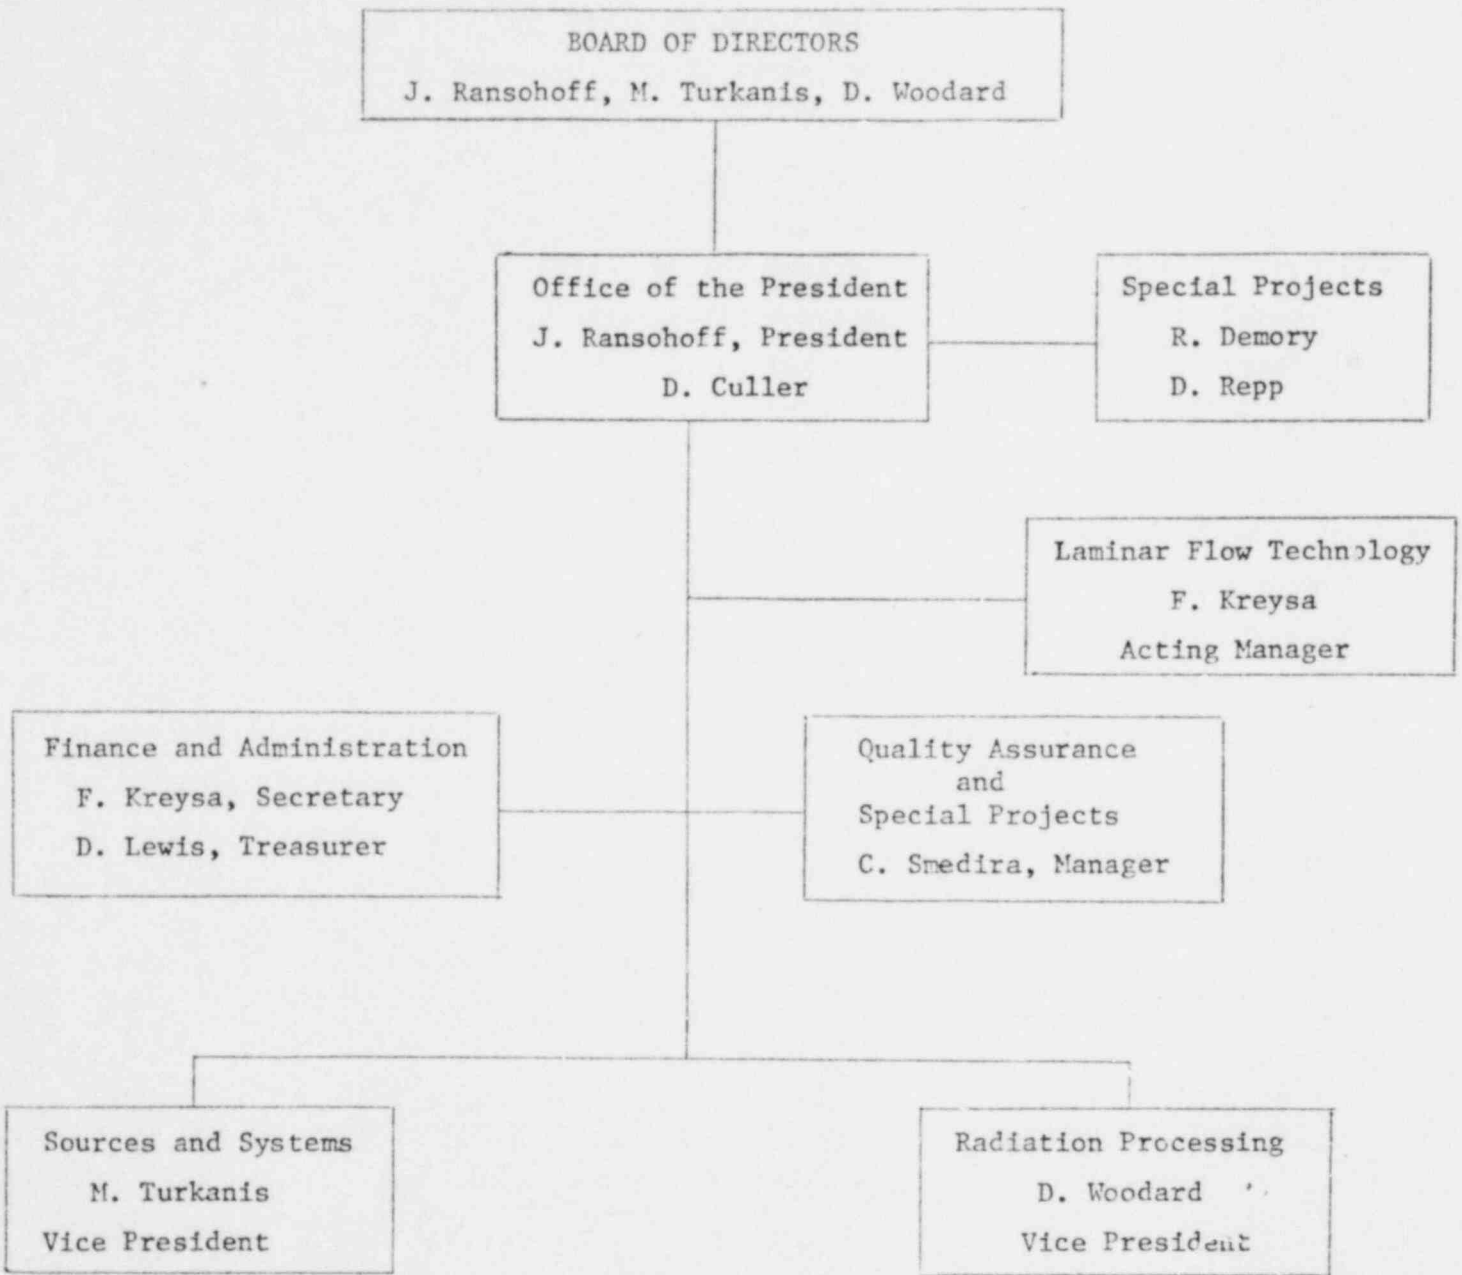 BOARD OF DIRECTORS
J. Ransohoff, M. Turkanis, D. Woodard
Office of the President
J. Ransohoff, President
D. Culler
Special Projects
R. Demory
D. Repp
Laminar Flow Technology
F. Kreysa
Acting Manager
Finance and Administration
F. Kreysa, Secretary
D. Lewis, Treasurer
Quality Assurance
and
Special Projects
C. Smedira, Manager
Sources and Systems
M. Turkanis
Vice President
Radiation Processing
D. Woodard
Vice President